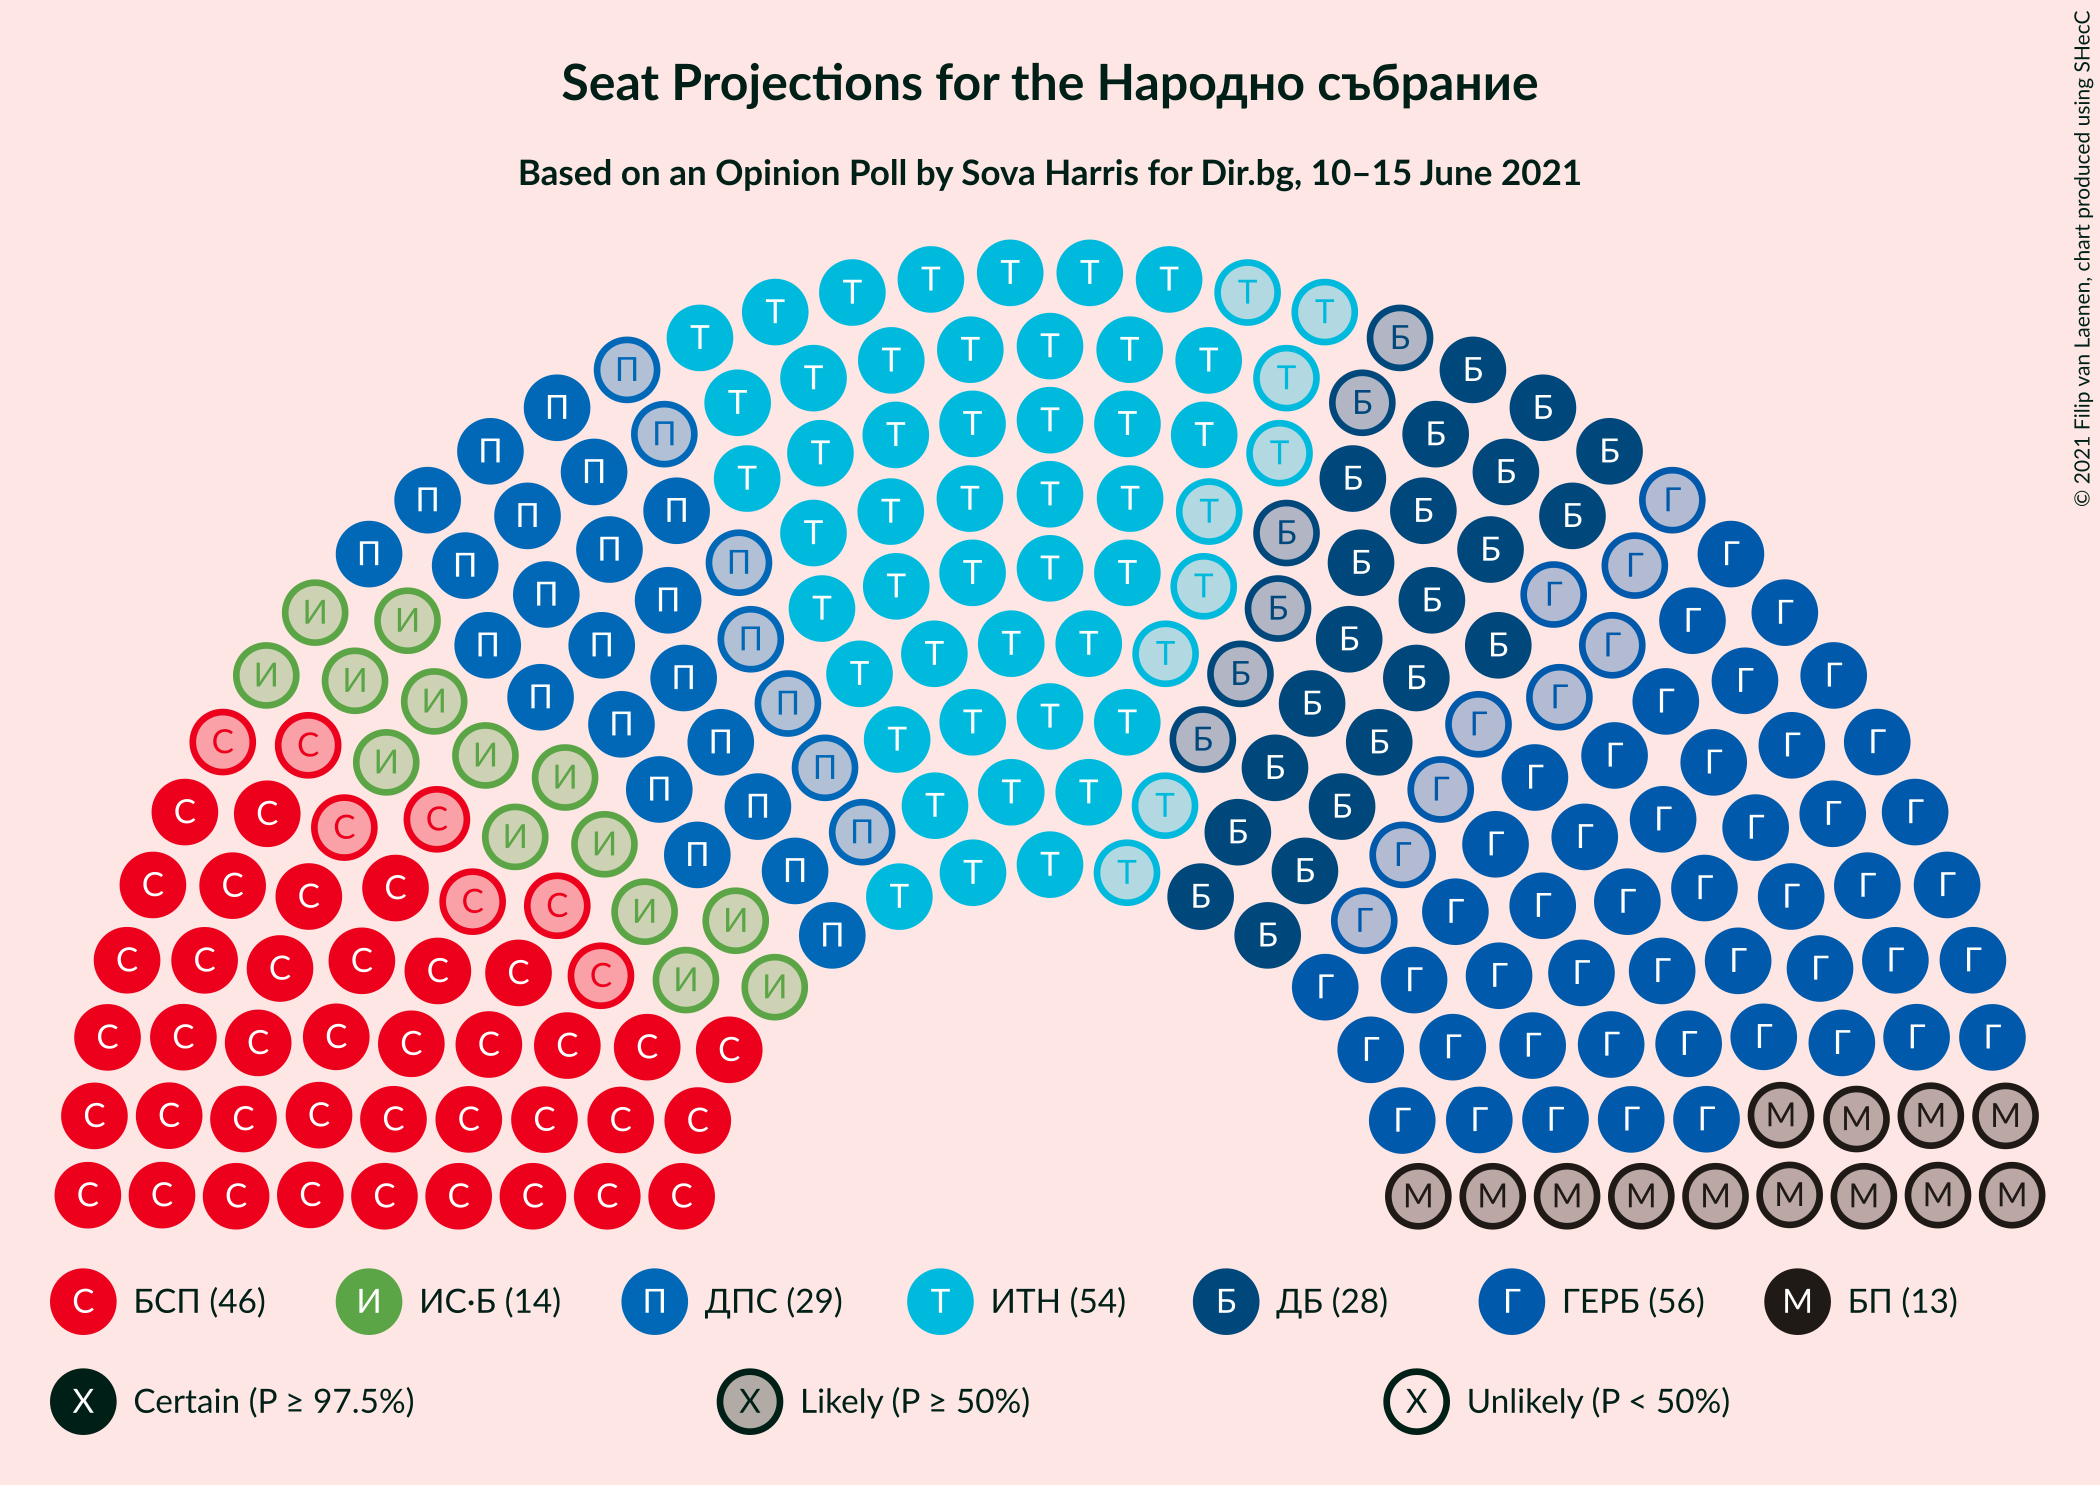 Seat Projections for the Народно събрание
Based on an Opinion Poll by Sova Harris for Dir.bg, 10–15 June 2021
© 2021 Filip van Laenen, chart produced using SHecC
Т Т Т Т Т Т Т Т Т
П Т Т Б Б
П Т Т Т Т Т Т Т Т Б Б
П Т Т Т Т Т Т Т Т Б Б Б
С БСП (46) И ИС·Б (14) П ДПС (29) Т ИТН (54) Б ДБ (28) Г ГЕРБ (56) М БП (13)
X Certain (P ≥ 97.5%) X Likely (P ≥ 50%) X Unlikely (P < 50%)